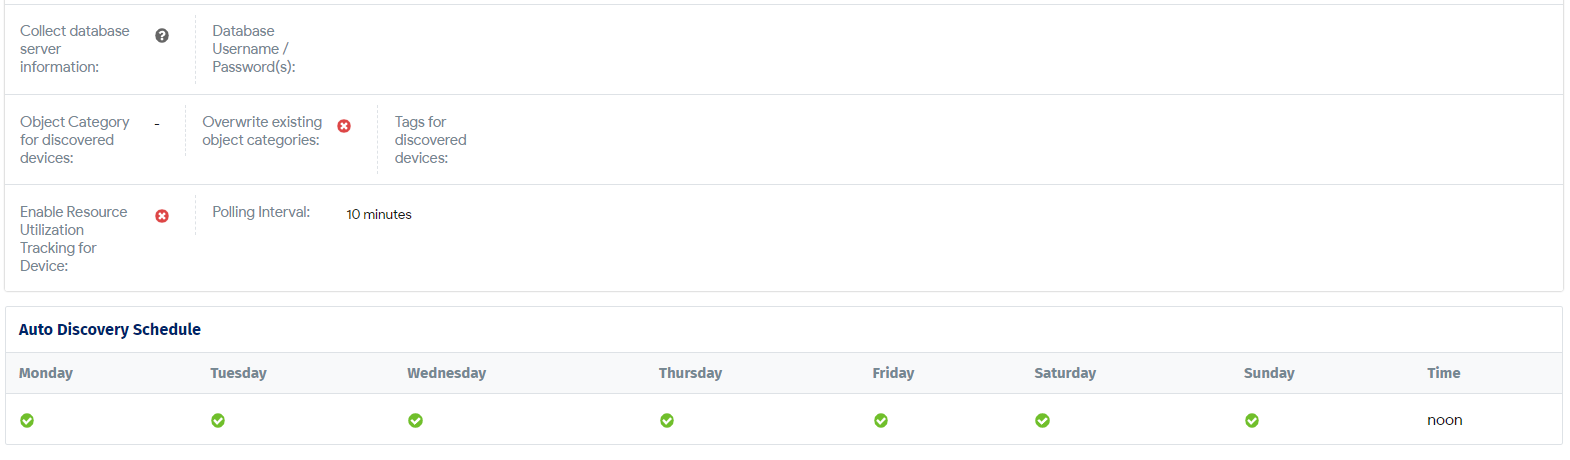 Collect database
server
information:
Database
Username /
Password(s):
Object Category
for discovered
devices:
-
Overwrite existing
object categories:
Tags for
discovered
devices:
Enable Resource
Utilization
Tracking for
Device:
Polling Interval:
10 minutes
Auto Discovery Schedule
Monday Tuesday Wednesday Thursday Friday Saturday Sunday Time
noon